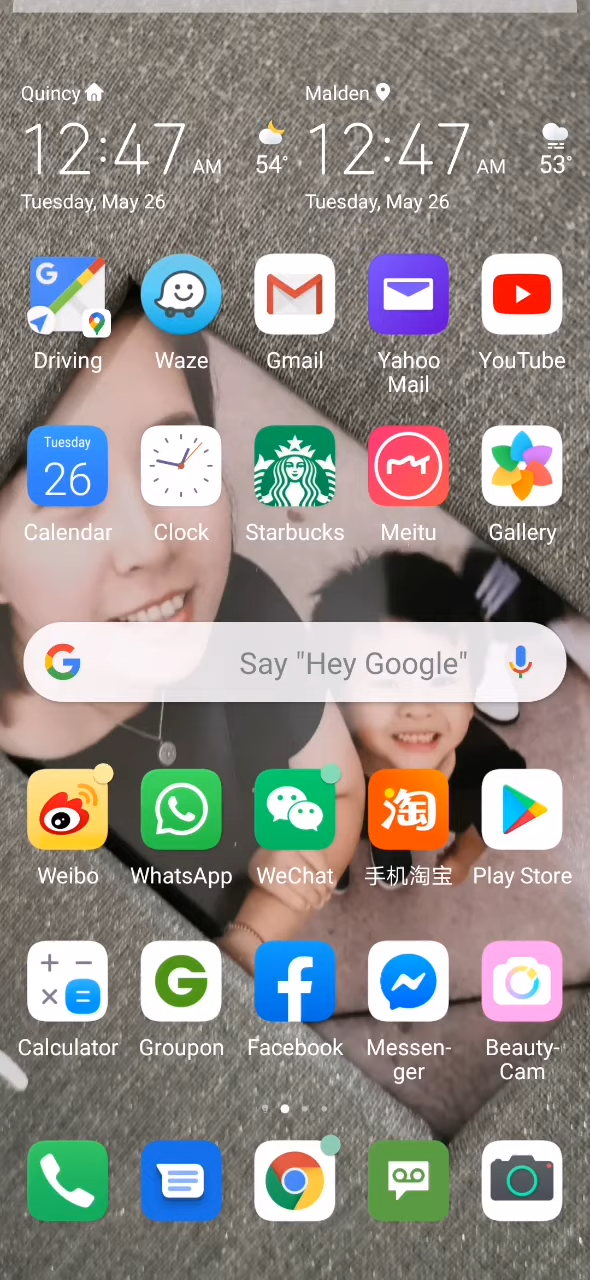 Quincy
Malden
12:47 AM
54°
12:47 AM
53°
Tuesday, May 26
Tuesday, May 26
Driving
Waze
Gmail
Yahoo Mail
YouTube
Tuesday
26
Calendar
Clock
Starbucks
Meitu
Gallery
Say "Hey Google"
淘
Weibo
WhatsApp
WeChat
手机淘宝
Play Store
Calculator
Groupon
Facebook
Messen-
ger
Beauty-
Cam